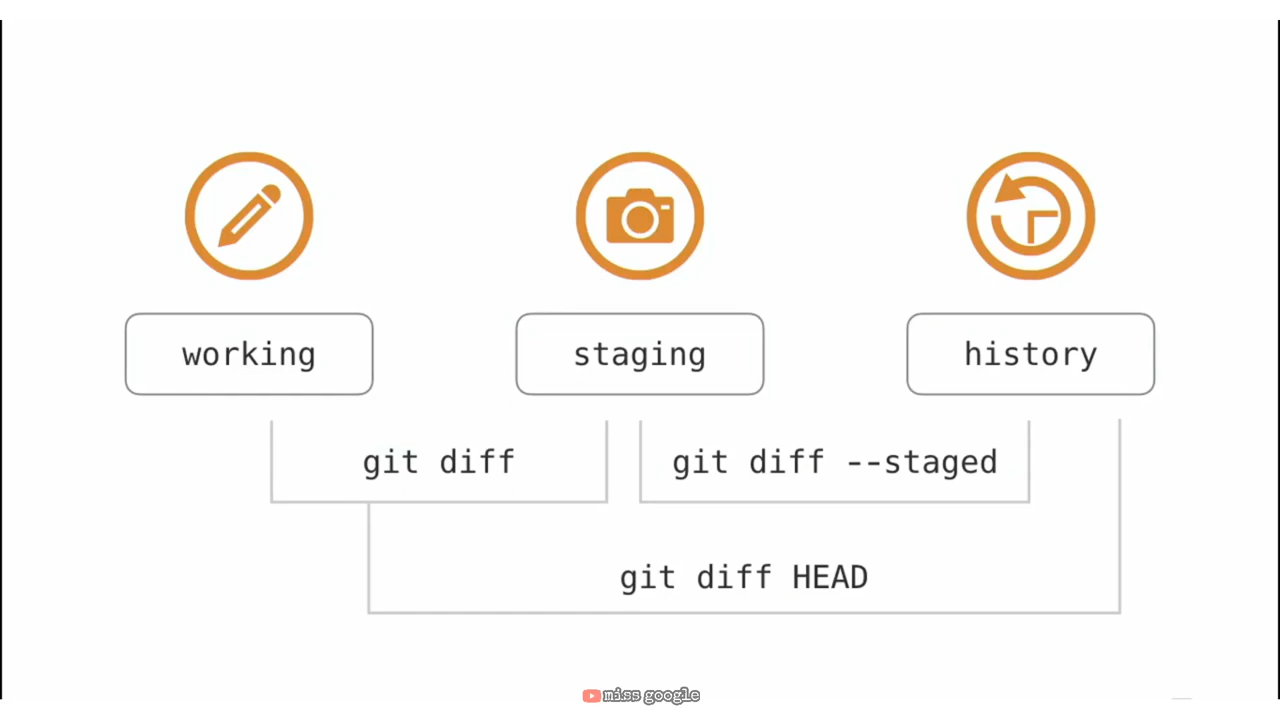 working
staging
history
git diff
git diff --staged
git diff HEAD
miss google